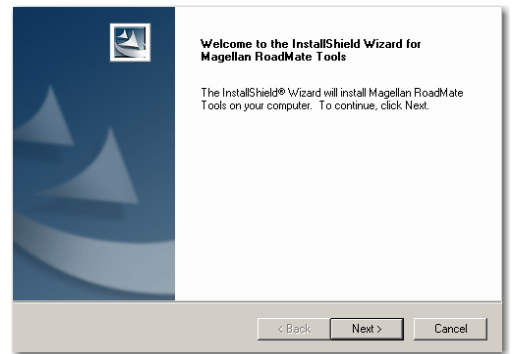 Welcome to the InstallShield Wizard for
Magellan RoadMate Tools
The InstallShield® Wizard will install Magellan RoadMate
Tools on your computer. To continue, click Next.
< Back
Next >
Cancel